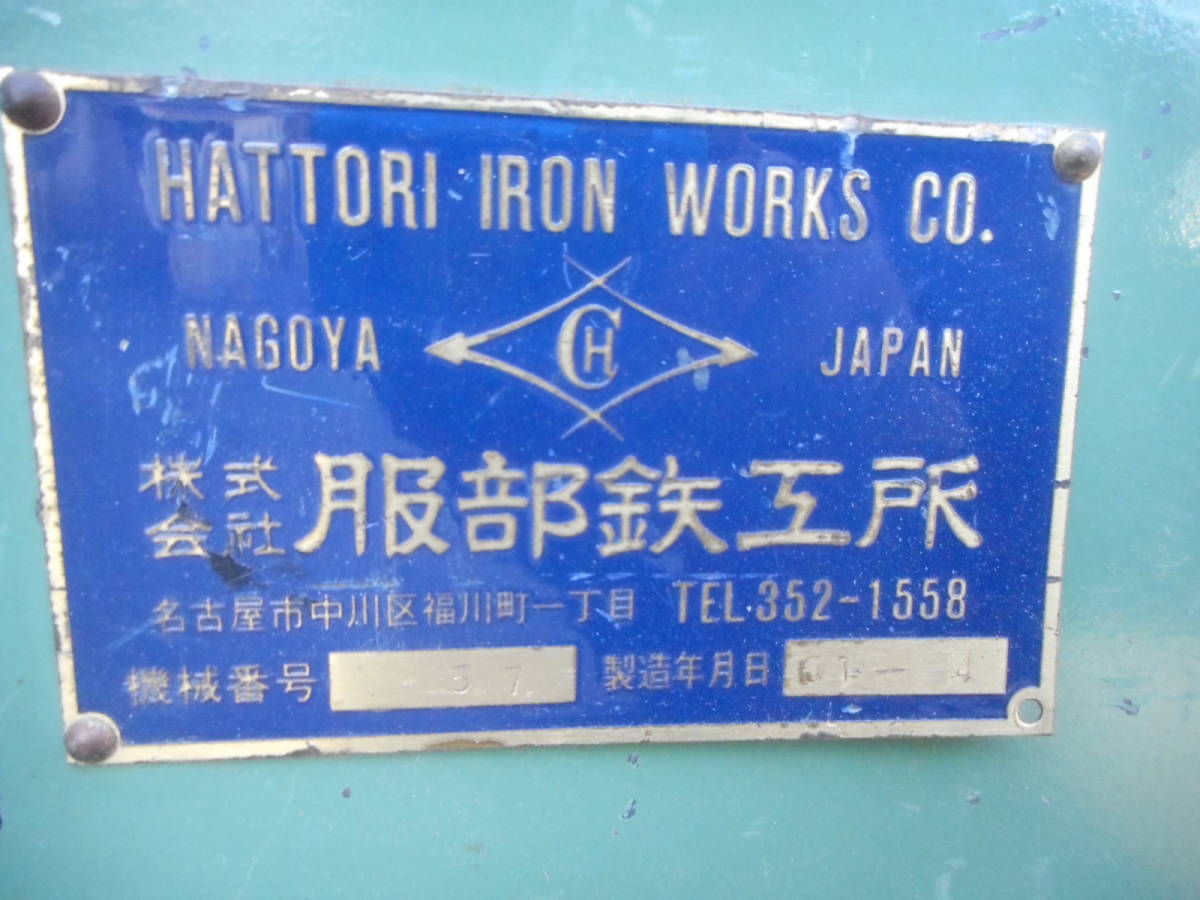 HATTORI IRON WORKS CO.
NAGOYA CH JAPAN
株式会社 服部鉄工所
名古屋市中川区福川町一丁目 TEL 352-1558
機械番号 37 製造年月日